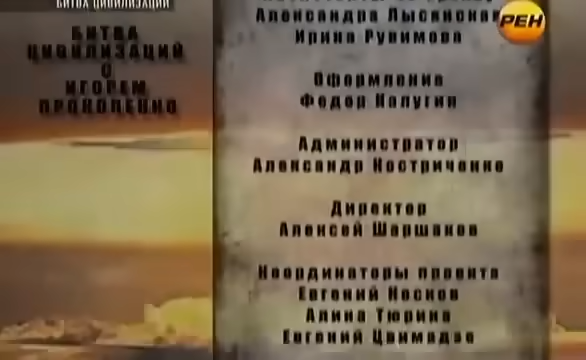 БИТВА ЦИВИЛИЗАЦИЙ
БИТВА
ЦИВИЛИЗАЦИЙ
С
ИГОРЕМ
ПРОКОПЕНКО
Александра
Ирина Рувимова
РЕН
Оформление
Федор Калугин
Администратор
Александр Костриченко
Директор
Алексей Шаршаков
Координаторы проекта
Евгений Носков
Алина Тюрина
Евгений Цвимадзе